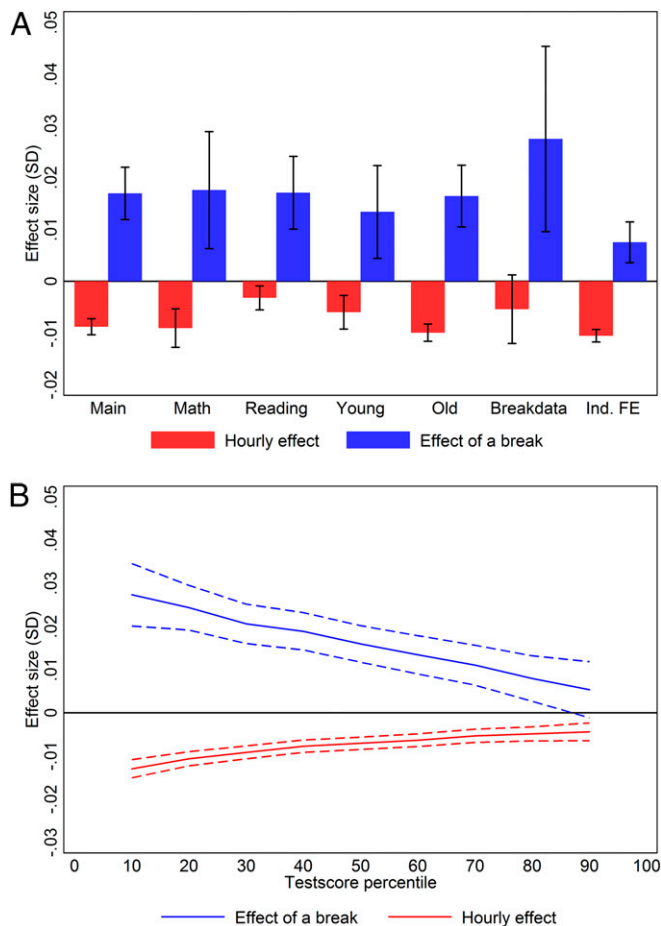 A
Effect size (SD)
.05
.04
.03
.02
.01
0
-.01
-.02
Main Math Reading Young Old Breakdata Ind. FE
Hourly effect Effect of a break
B
Effect size (SD)
.05
.04
.03
.02
.01
0
-.01
-.02
-.03
0 10 20 30 40 50 60 70 80 90 100
Testscore percentile
Effect of a break Hourly effect